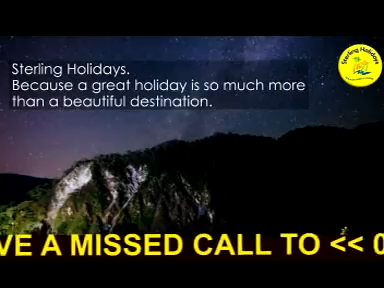 Sterling Holidays
Sterling Holidays.
Because a great holiday is so much more
than a beautiful destination.
VE A MISSED CALL TO << 0